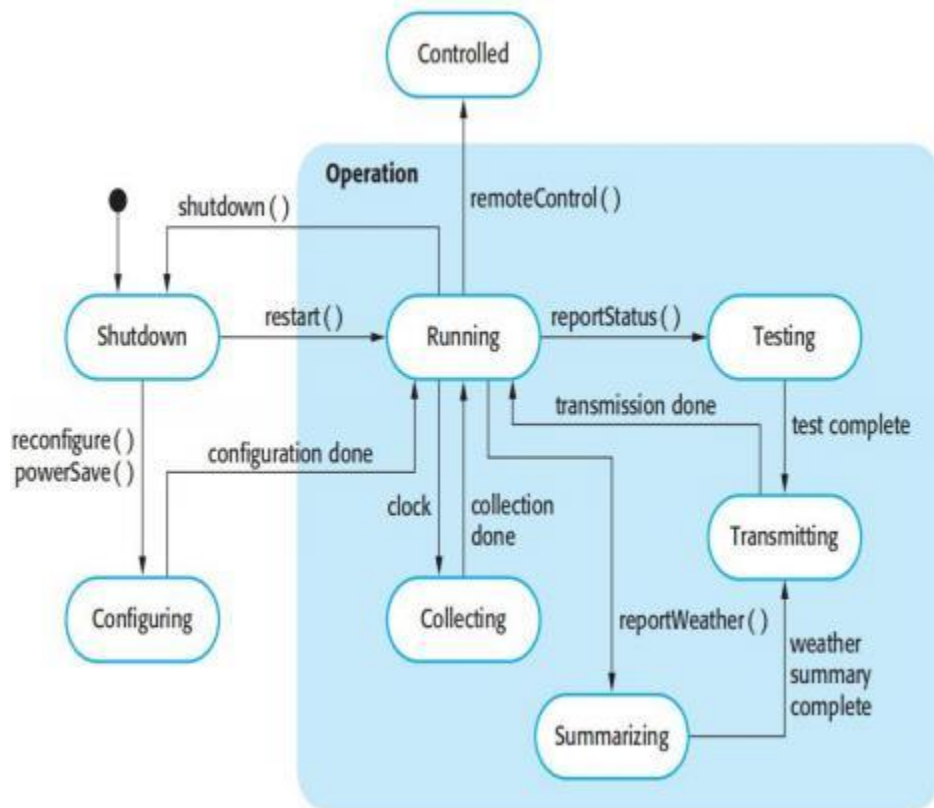 Controlled
Operation
shutdown ( )
remoteControl ( )
Shutdown
restart ( )
Running
reportStatus ( )
Testing
transmission done
test complete
reconfigure ( )
powerSave ( )
configuration done
clock
collection
done
Transmitting
Configuring
Collecting
reportWeather ( )
weather
summary
complete
Summarizing